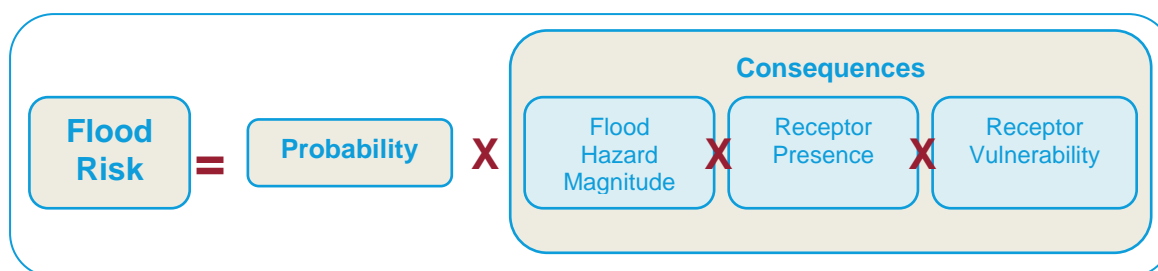 Consequences
Flood
Risk
=
Probability
X
Flood
Hazard
Magnitude
X
Receptor
Presence
X
Receptor
Vulnerability